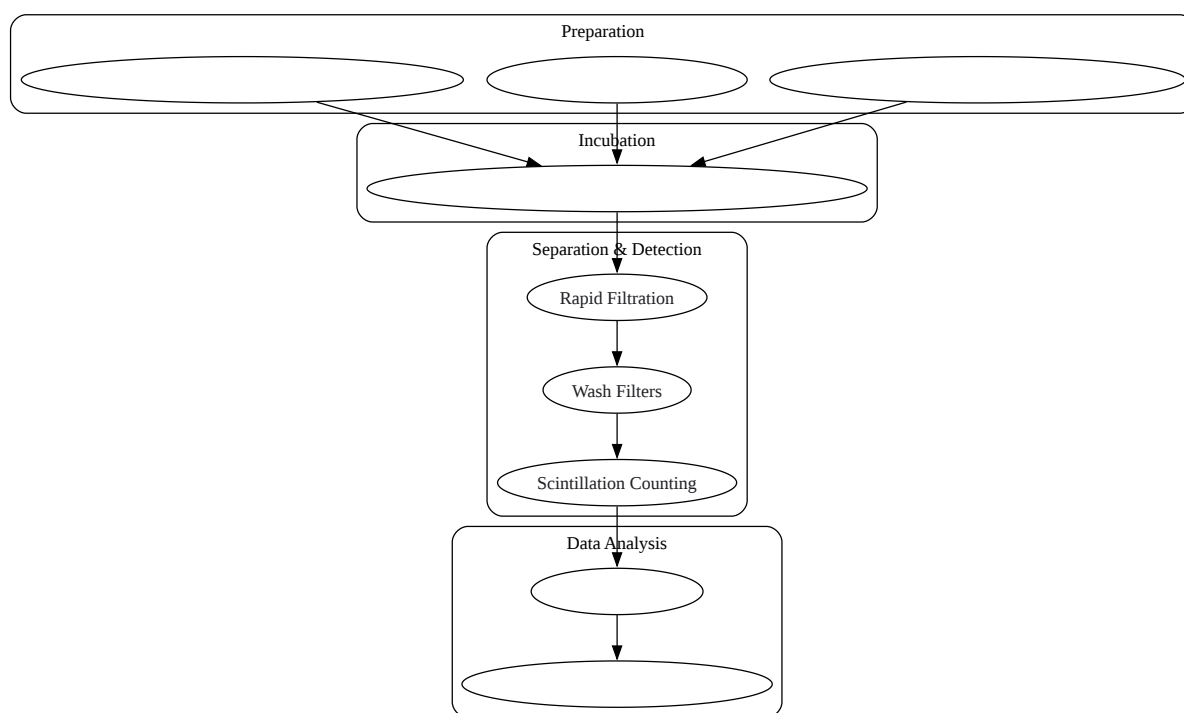 Preparation
Incubation
Separation & Detection
Rapid Filtration
Wash Filters
Scintillation Counting
Data Analysis